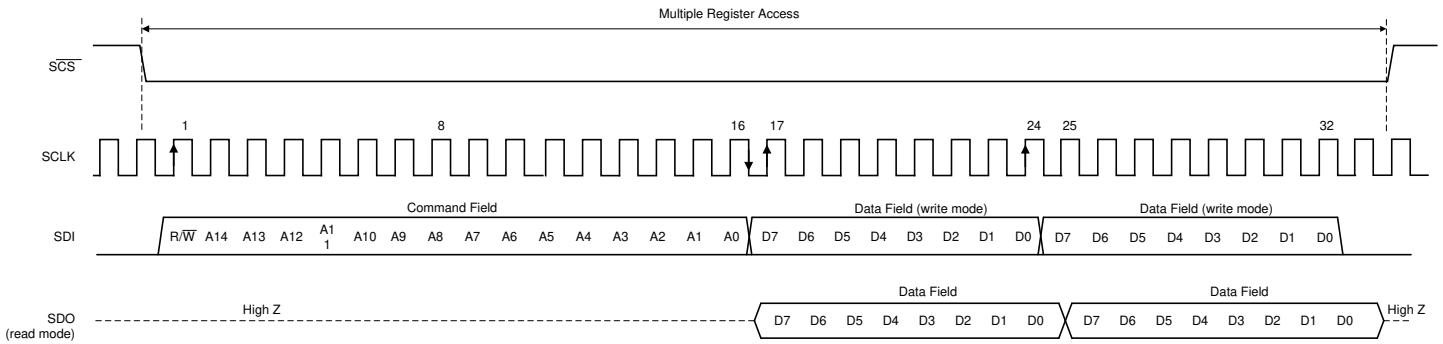 Multiple Register Access
SCS
1 8 16 17 24 25 32
SCLK
Command Field Data Field (write mode) Data Field (write mode)
SDI R/W A14 A13 A12 A1 A10 A9 A8 A7 A6 A5 A4 A3 A2 A1 A0 D7 D6 D5 D4 D3 D2 D1 D0 D7 D6 D5 D4 D3 D2 D1 D0
1
Data Field Data Field
High Z High Z
SDO D7 D6 D5 D4 D3 D2 D1 D0 D7 D6 D5 D4 D3 D2 D1 D0
(read mode)